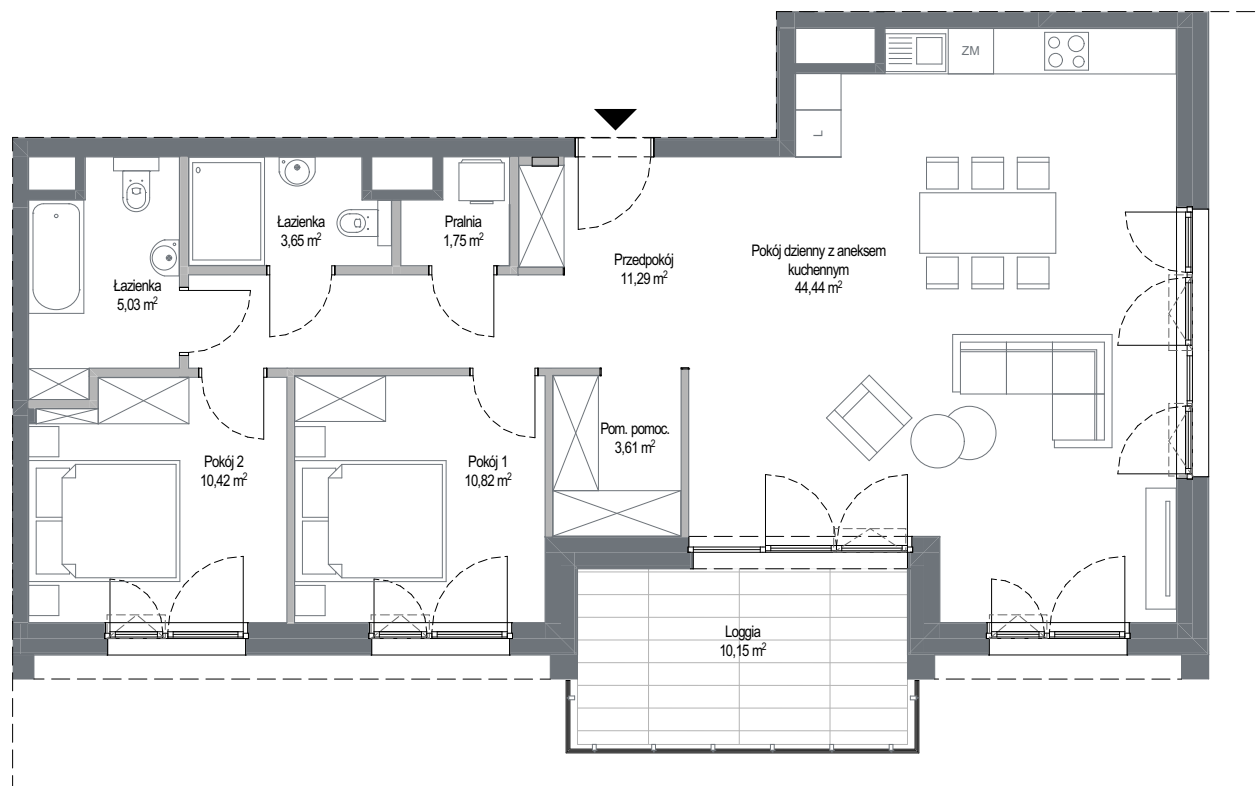 ZM
L
Łazienka
3,65 m²
Pralnia
1,75 m²
Przedpokój
11,29 m²
Pokój dzienny z aneksem
kuchennym
44,44 m²
Łazienka
5,03 m²
Pokój 2
10,42 m²
Pokój 1
10,82 m²
Pom. pomoc.
3,61 m²
Loggia
10,15 m²